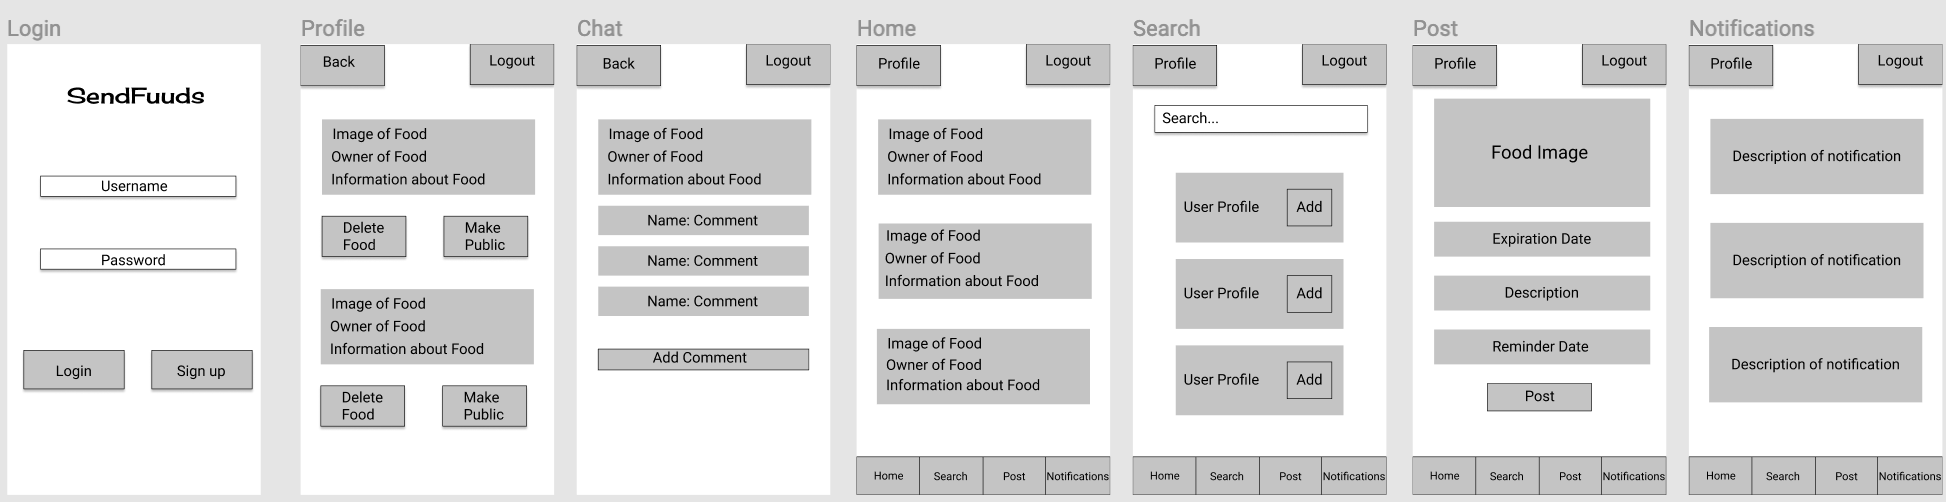 Login
SendFuuds
Username
Password
Login
Sign up
Profile
Back
Logout
Image of Food
Owner of Food
Information about Food
Delete
Food
Make
Public
Image of Food
Owner of Food
Information about Food
Delete
Food
Make
Public
Chat
Back
Logout
Image of Food
Owner of Food
Information about Food
Name: Comment
Name: Comment
Name: Comment
Add Comment
Home
Profile
Logout
Image of Food
Owner of Food
Information about Food
Image of Food
Owner of Food
Information about Food
Image of Food
Owner of Food
Information about Food
Home
Search
Post
Notifications
Search
Profile
Logout
Search...
User Profile
Add
User Profile
Add
User Profile
Add
Home
Search
Post
Notifications
Post
Profile
Logout
Food Image
Expiration Date
Description
Reminder Date
Post
Home
Search
Post
Notifications
Notifications
Profile
Logout
Description of notification
Description of notification
Description of notification
Home
Search
Post
Notifications